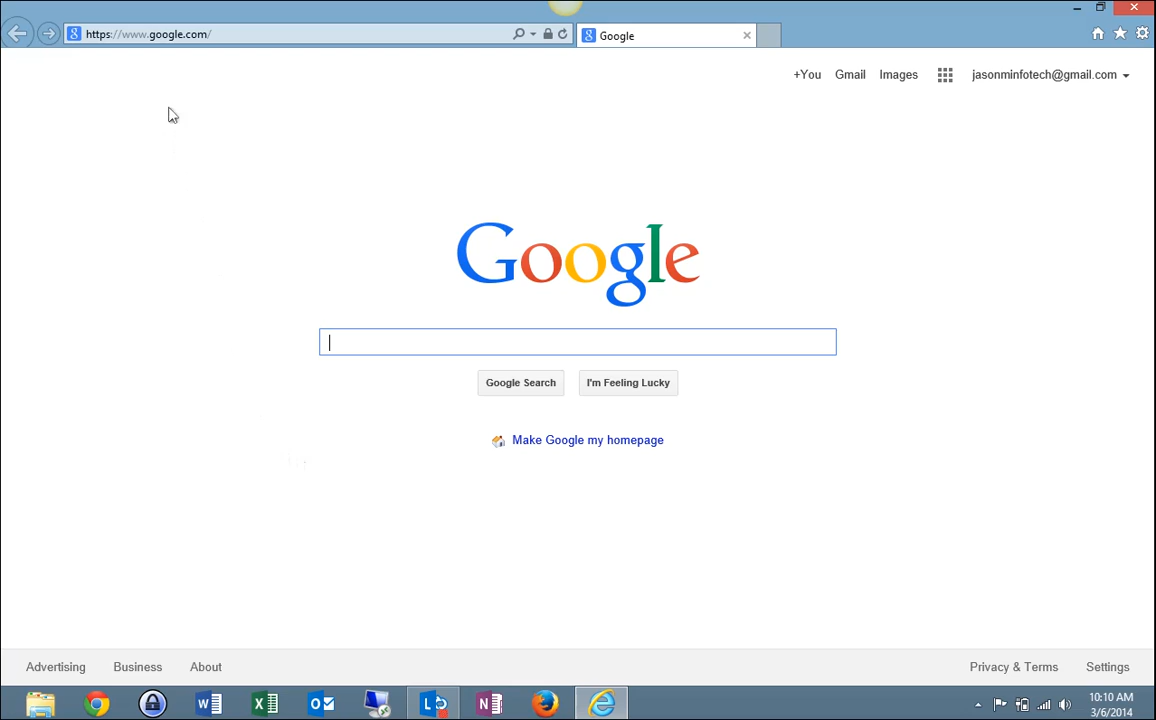 https://www.google.com/
Google
+You Gmail Images jasonminfotech@gmail.com
Google
Google Search I'm Feeling Lucky
Make Google my homepage
Advertising Business About Privacy & Terms Settings
10:10 AM
3/6/2014